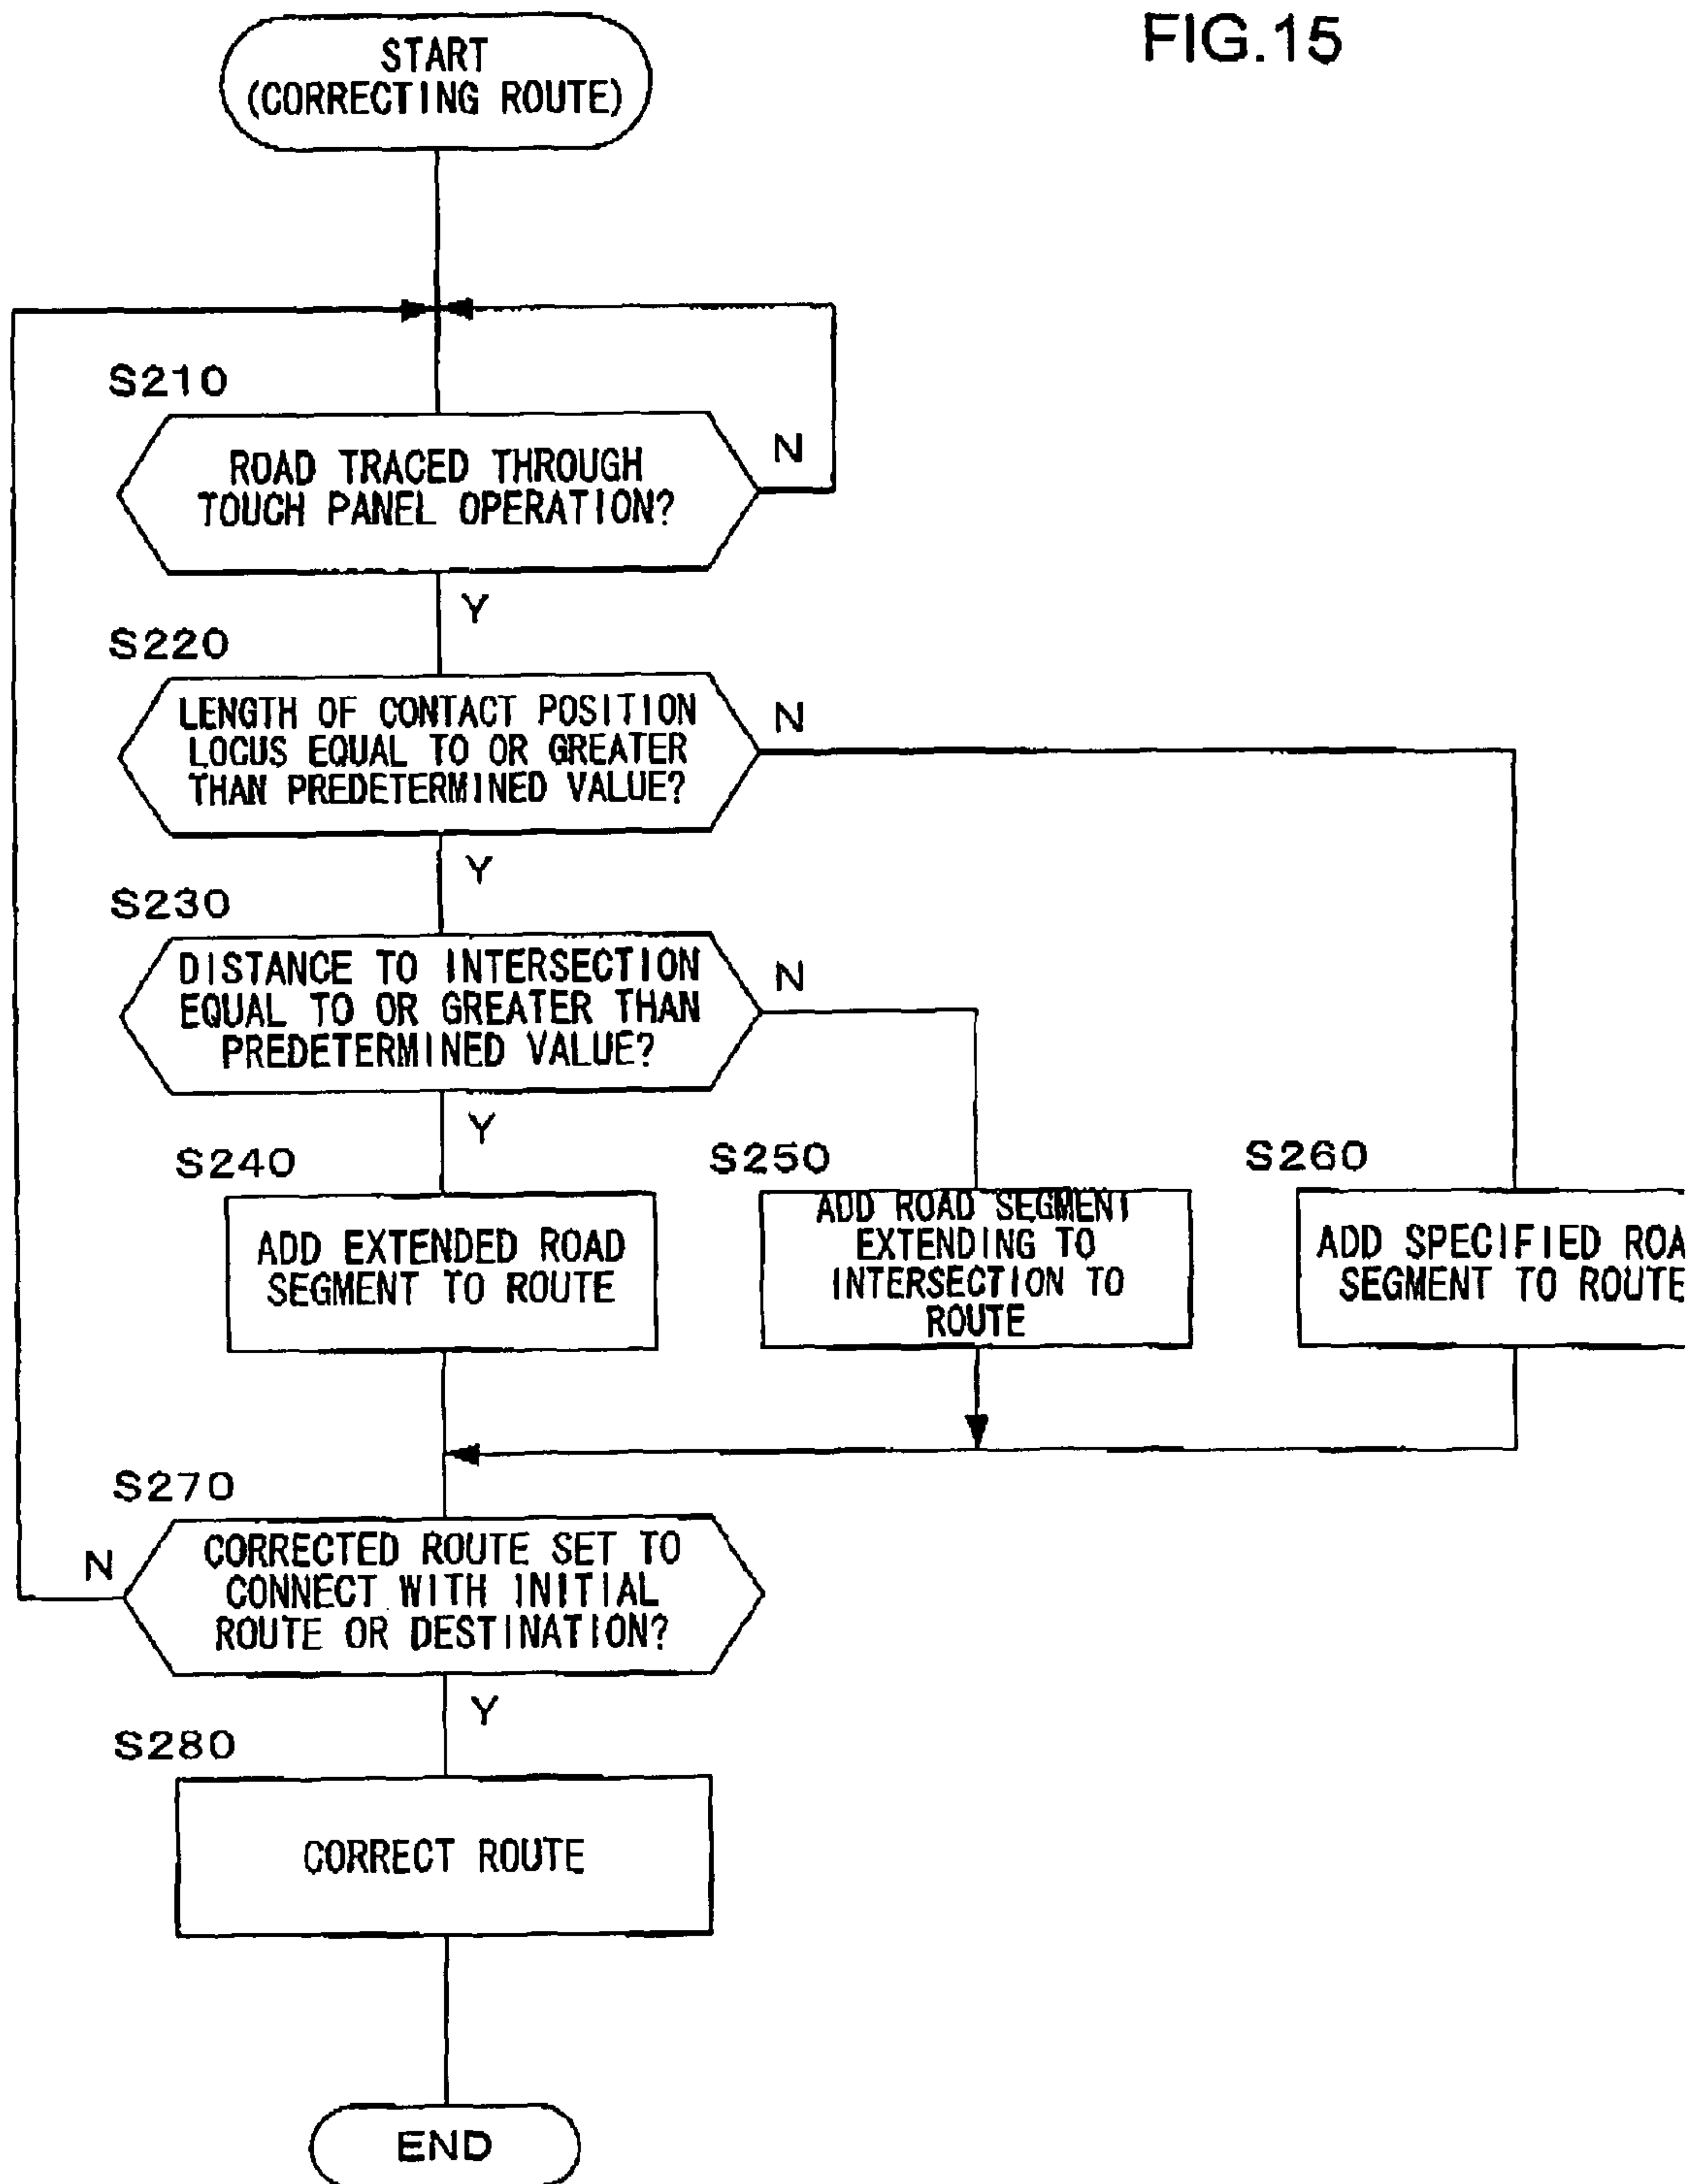 FIG.15
START
(CORRECTING ROUTE)
S210
ROAD TRACED THROUGH
TOUCH PANEL OPERATION?
N
Y
S220
LENGTH OF CONTACT POSITION
LOCUS EQUAL TO OR GREATER
THAN PREDETERMINED VALUE?
N
Y
S230
DISTANCE TO INTERSECTION
EQUAL TO OR GREATER THAN
PREDETERMINED VALUE?
N
Y
S240
ADD EXTENDED ROAD
SEGMENT TO ROUTE
S250
ADD ROAD SEGMENT
EXTENDING TO
INTERSECTION TO
ROUTE
S260
ADD SPECIFIED ROA
SEGMENT TO ROUTE
S270
CORRECTED ROUTE SET TO
CONNECT WITH INITIAL
ROUTE OR DESTINATION?
N
Y
S280
CORRECT ROUTE
END